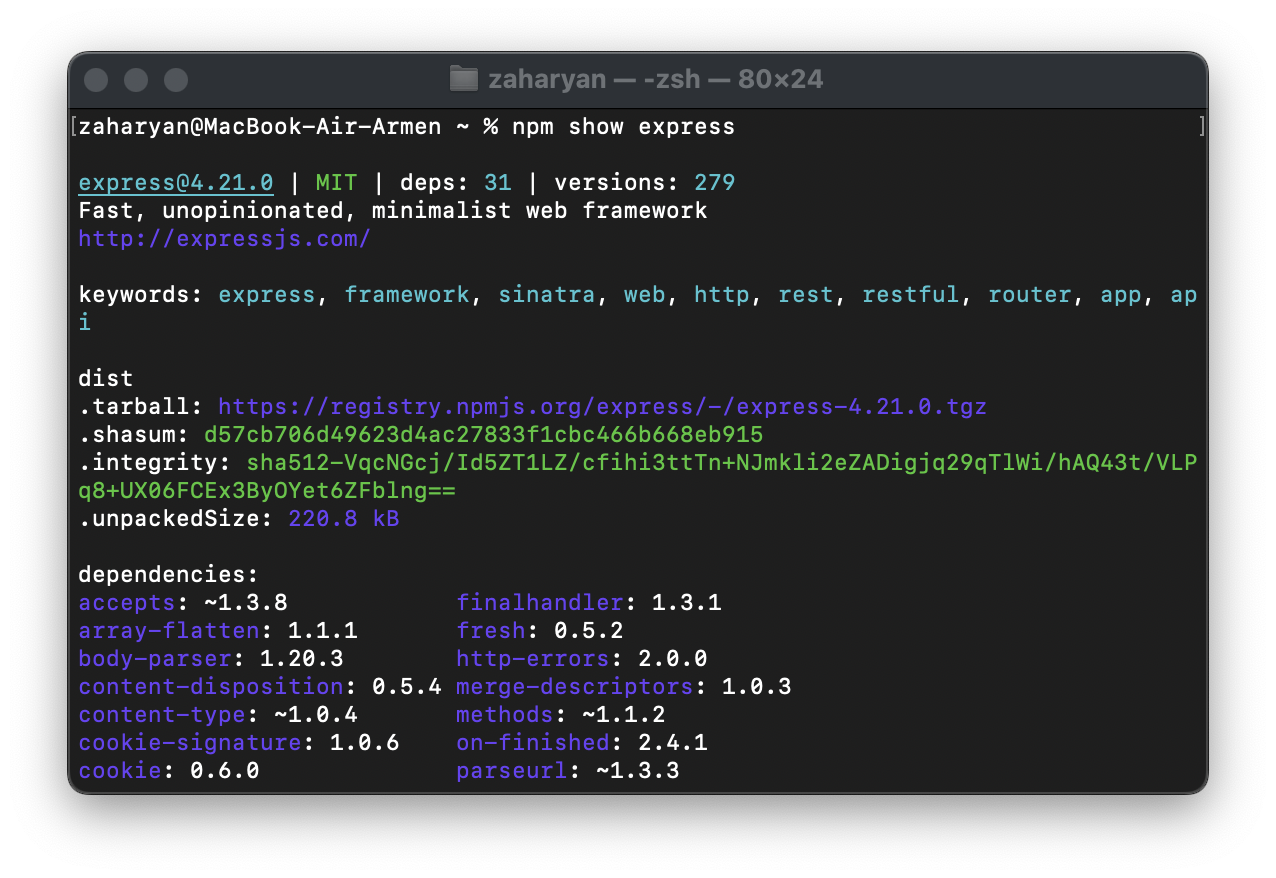 zaharyan — -zsh — 80×24
[zaharyan@MacBook-Air-Armen ~ % npm show express ]
express@4.21.0 | MIT | deps: 31 | versions: 279
Fast, unopinionated, minimalist web framework
http://expressjs.com/
keywords: express, framework, sinatra, web, http, rest, restful, router, app, ap
i
dist
.tarball: https://registry.npmjs.org/express/-/express-4.21.0.tgz
.shasum: d57cb706d49623d4ac27833f1cbc466b668eb915
.integrity: sha512-VqcNGcj/Id5ZT1LZ/cfihi3ttTn+NJmkli2eZADigjq29qTlWi/hAQ43t/VLP
q8+UX06FCEx3ByOYet6ZFblng==
.unpackedSize: 220.8 kB
dependencies:
accepts: ~1.3.8 finalhandler: 1.3.1
array-flatten: 1.1.1 fresh: 0.5.2
body-parser: 1.20.3 http-errors: 2.0.0
content-disposition: 0.5.4 merge-descriptors: 1.0.3
content-type: ~1.0.4 methods: ~1.1.2
cookie-signature: 1.0.6 on-finished: 2.4.1
cookie: 0.6.0 parseurl: ~1.3.3